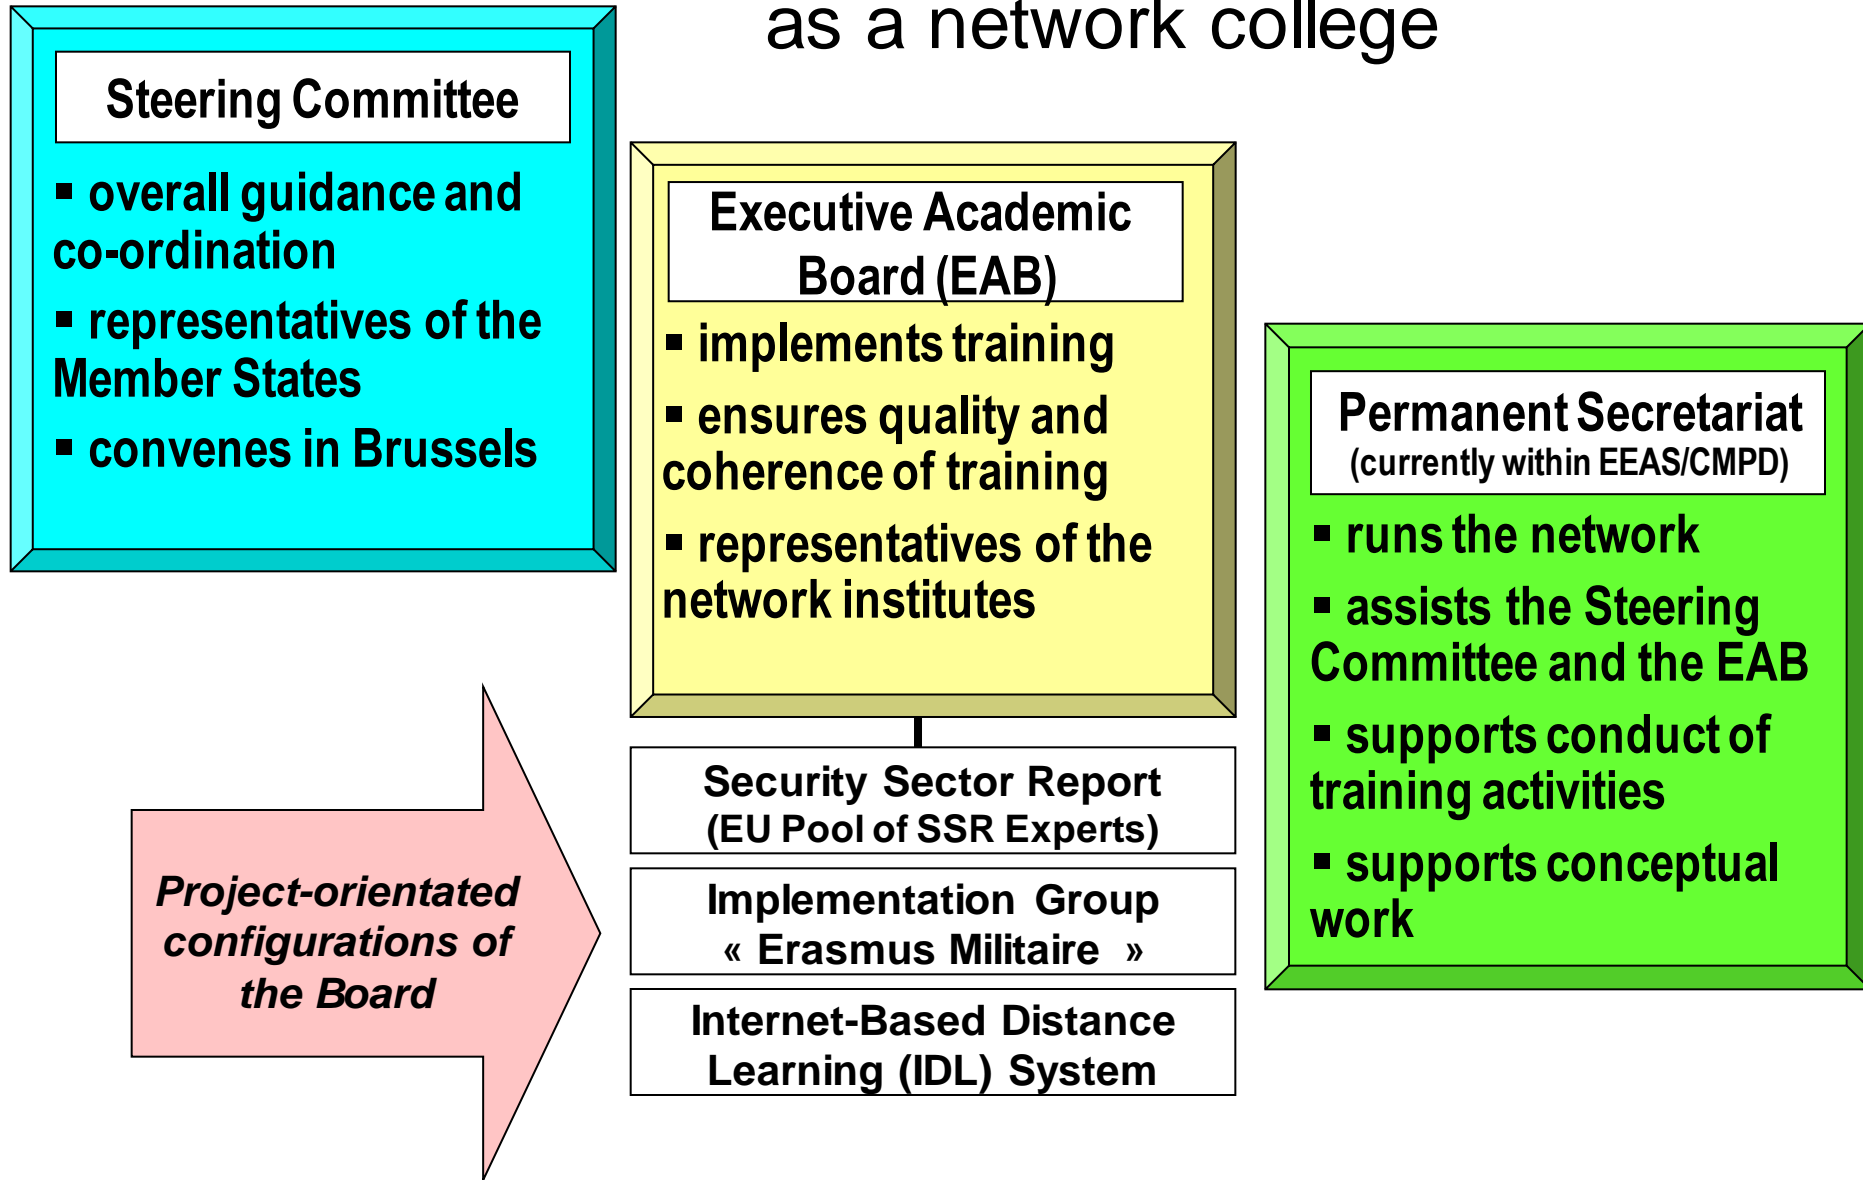 as a network college
Steering Committee
▪ overall guidance and
co-ordination
▪ representatives of the
Member States
▪ convenes in Brussels
Executive Academic
Board (EAB)
▪ implements training
▪ ensures quality and
coherence of training
▪ representatives of the
network institutes
Permanent Secretariat
(currently within EEAS/CMPD)
▪ runs the network
▪ assists the Steering
Committee and the EAB
▪ supports conduct of
training activities
▪ supports conceptual
work
Project-orientated
configurations of
the Board
Security Sector Report
(EU Pool of SSR Experts)
Implementation Group
« Erasmus Militaire »
Internet-Based Distance
Learning (IDL) System